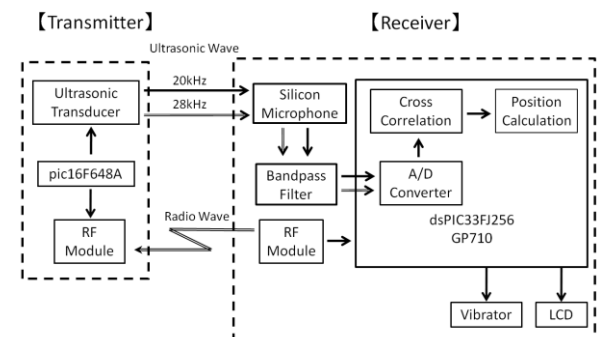 【Transmitter】
【Receiver】
Ultrasonic Wave
Ultrasonic
Transducer
20kHz
28kHz
Silicon
Microphone
Cross
Correlation
Position
Calculation
pic16F648A
Bandpass
Filter
A/D
Converter
RF
Module
Radio Wave
RF
Module
dsPIC33FJ256
GP710
Vibrator
LCD